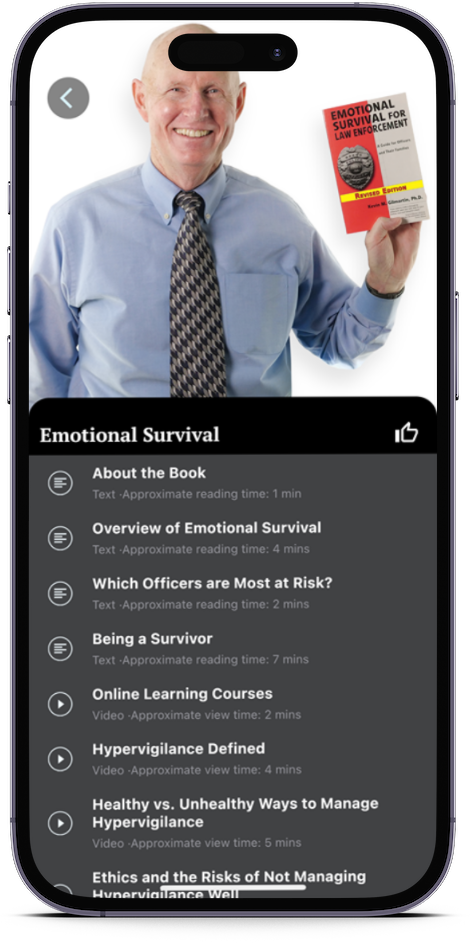 EMOTIONAL
SURVIVAL FOR
LAW ENFORCEMENT
A Guide for Officers
and Their Families
REVISED EDITION
Kevin M. Gilmartin, Ph.D.
Emotional Survival
About the Book
Text ·Approximate reading time: 1 min
Overview of Emotional Survival
Text ·Approximate reading time: 4 mins
Which Officers are Most at Risk?
Text ·Approximate reading time: 2 mins
Being a Survivor
Text ·Approximate reading time: 7 mins
Online Learning Courses
Video ·Approximate view time: 2 mins
Hypervigilance Defined
Video ·Approximate view time: 4 mins
Healthy vs. Unhealthy Ways to Manage
Hypervigilance
Video ·Approximate view time: 5 mins
Ethics and the Risks of Not Managing
Hypervigilance Well